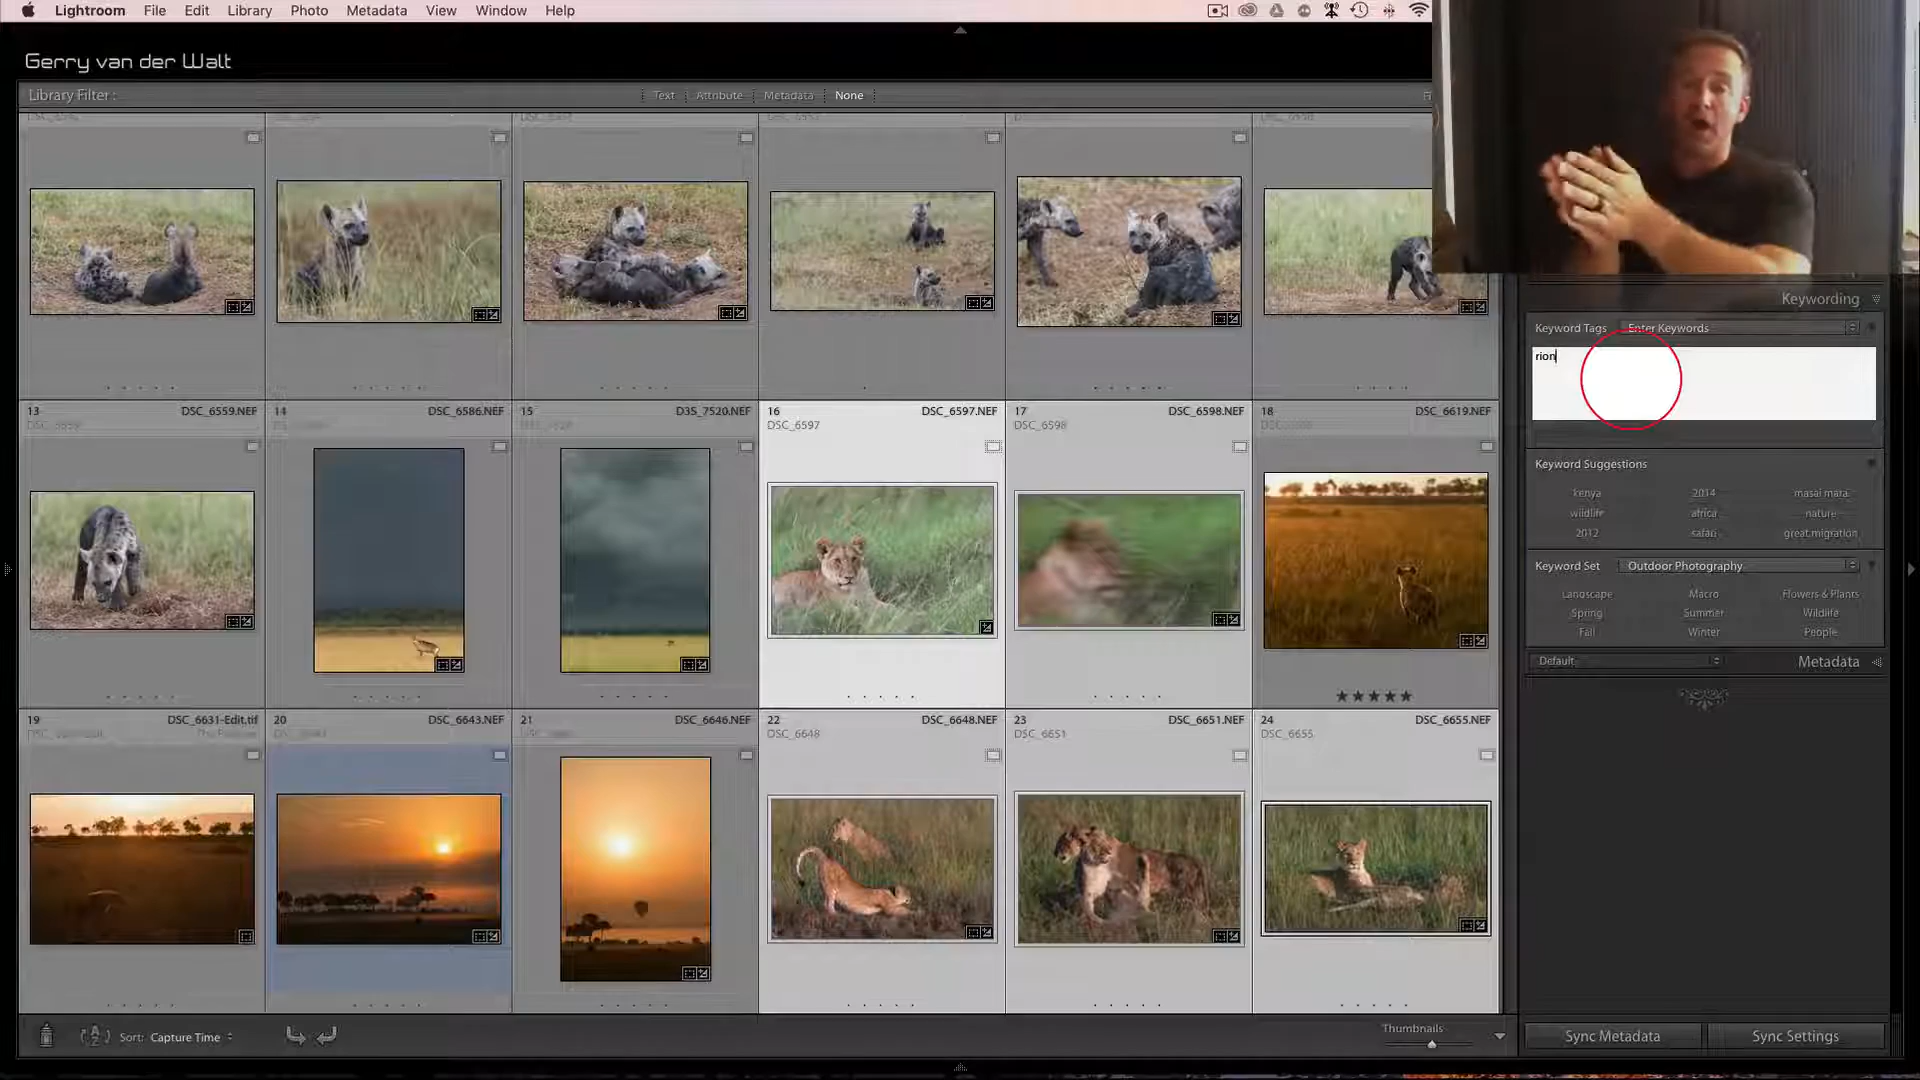 Lightroom File Edit Library Photo Metadata View Window Help
Gerry van der Walt
Library Filter : Text Attribute Metadata None
Keywording
Keyword Tags Enter Keywords
rion
13 DSC_6559.NEF 14 DSC_6586.NEF 15 D3S_7520.NEF 16 DSC_6597.NEF 17 DSC_6598.NEF 18 DSC_6619.NEF
DSC_6597 DSC_6598
Keyword Suggestions
kenya 2014 masai mara
wildlife africa nature
2012 safari great migration
Keyword Set Outdoor Photography
Landscape Macro Flowers & Plants
Spring Summer Wildlife
Fall Winter People
Default Metadata
19 DSC_6631-Edit.tif 20 DSC_6643.NEF 21 DSC_6646.NEF 22 DSC_6648.NEF 23 DSC_6651.NEF 24 DSC_6655.NEF
DSC_6648 DSC_6651 DSC_6655
Sort: Capture Time Thumbnails
Sync Metadata Sync Settings